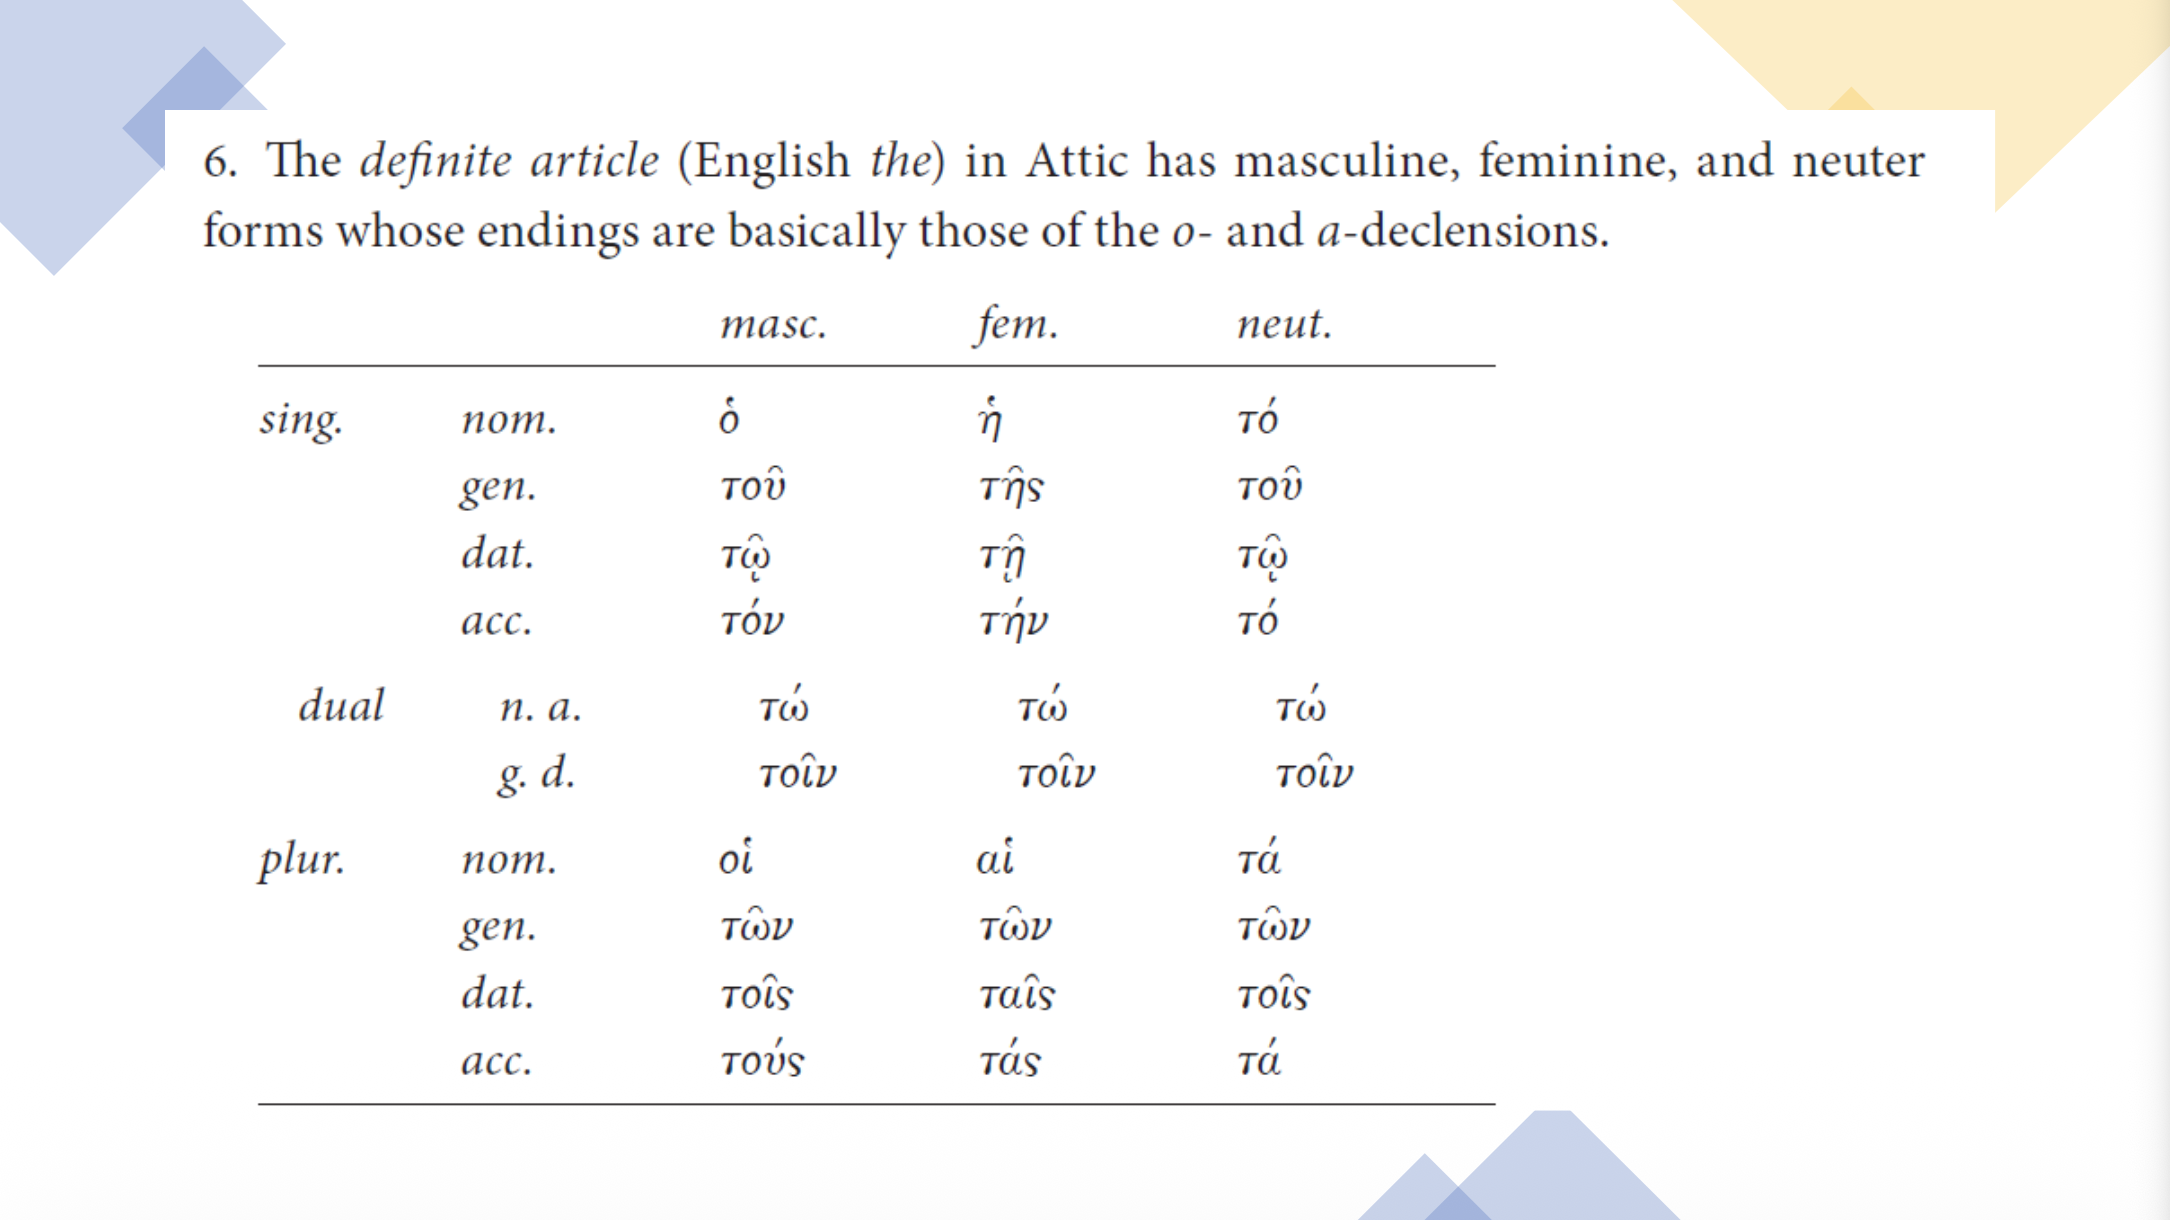 6. The definite article (English the) in Attic has masculine, feminine, and neuter
forms whose endings are basically those of the o- and a-declensions.
masc. fem. neut.
sing. nom. ὁ ἡ τό
gen. τοῦ τῆς τοῦ
dat. τῷ τῇ τῷ
acc. τόν τήν τό
dual n. a. τώ τώ τώ
g. d. τοῖν τοῖν τοῖν
plur. nom. οἱ αἱ τά
gen. τῶν τῶν τῶν
dat. τοῖς ταῖς τοῖς
acc. τούς τάς τά